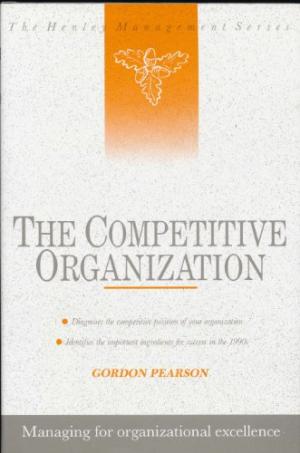 The Henley Management Series
THE COMPETITIVE
ORGANIZATION
Diagnoses the competitive position of your organization
Identifies the important ingredients for success in the 1990s
GORDON PEARSON
Managing for organizational excellence